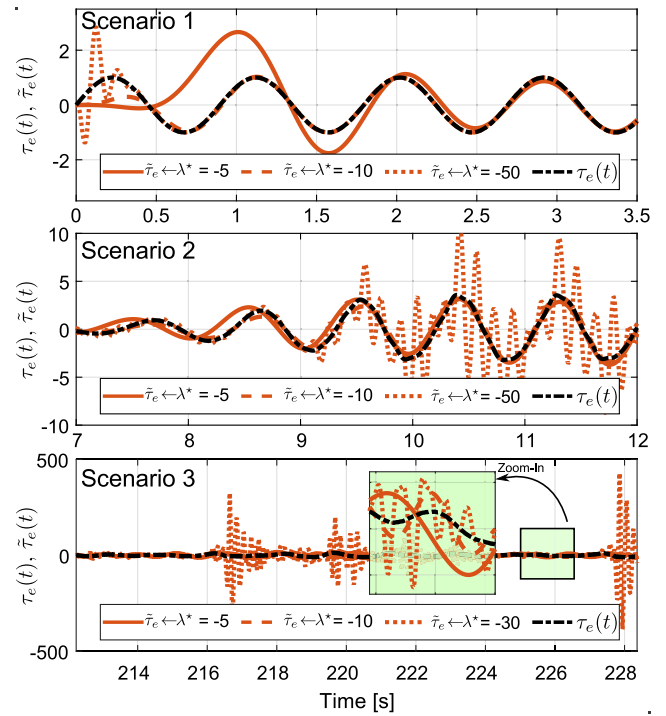 Scenario 1
τₑ(t), τ̃ₑ(t)
2
0
-2
τ̃ₑ←λ⋆ = -5 τ̃ₑ←λ⋆ = -10 τ̃ₑ←λ⋆ = -50 τₑ(t)
0 0.5 1 1.5 2 2.5 3 3.5
Scenario 2
τₑ(t), τ̃ₑ(t)
10
5
0
-5
-10
τ̃ₑ←λ⋆ = -5 τ̃ₑ←λ⋆ = -10 τ̃ₑ←λ⋆ = -50 τₑ(t)
7 8 9 10 11 12
Scenario 3
τₑ(t), τ̃ₑ(t)
500
0
-500
Zoom-In
τ̃ₑ←λ⋆ = -5 τ̃ₑ←λ⋆ = -10 τ̃ₑ←λ⋆ = -30 τₑ(t)
214 216 218 220 222 224 226 228
Time [s]